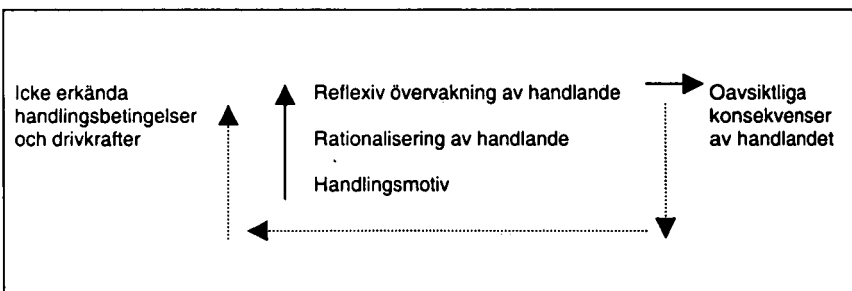 Icke erkända
handlingsbetingelser
och drivkrafter
Reflexiv övervakning av handlande
Rationalisering av handlande
Handlingsmotiv
Oavsiktliga
konsekvenser
av handlandet